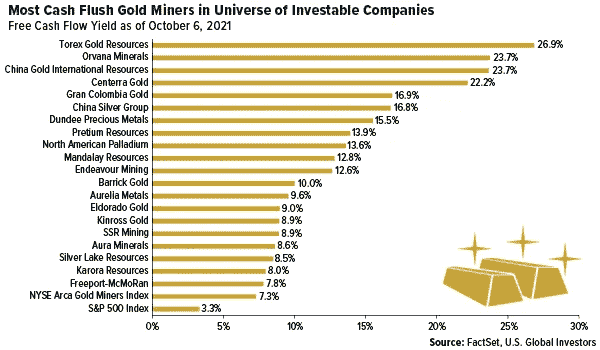 Most Cash Flush Gold Miners in Universe of Investable Companies
Free Cash Flow Yield as of October 6, 2021
Torex Gold Resources 26.9%
Orvana Minerals 23.7%
China Gold International Resources 23.7%
Centerra Gold 22.2%
Gran Colombia Gold 16.9%
China Silver Group 16.8%
Dundee Precious Metals 15.5%
Pretium Resources 13.9%
North American Palladium 13.6%
Mandalay Resources 12.8%
Endeavour Mining 12.6%
Barrick Gold 10.0%
Aurelia Metals 9.6%
Eldorado Gold 9.0%
Kinross Gold 8.9%
SSR Mining 8.9%
Aura Minerals 8.6%
Silver Lake Resources 8.5%
Karora Resources 8.0%
Freeport-McMoRan 7.8%
NYSE Arca Gold Miners Index 7.3%
S&P 500 Index 3.3%
0% 5% 10% 15% 20% 25% 30%
Source: FactSet, U.S. Global Investors